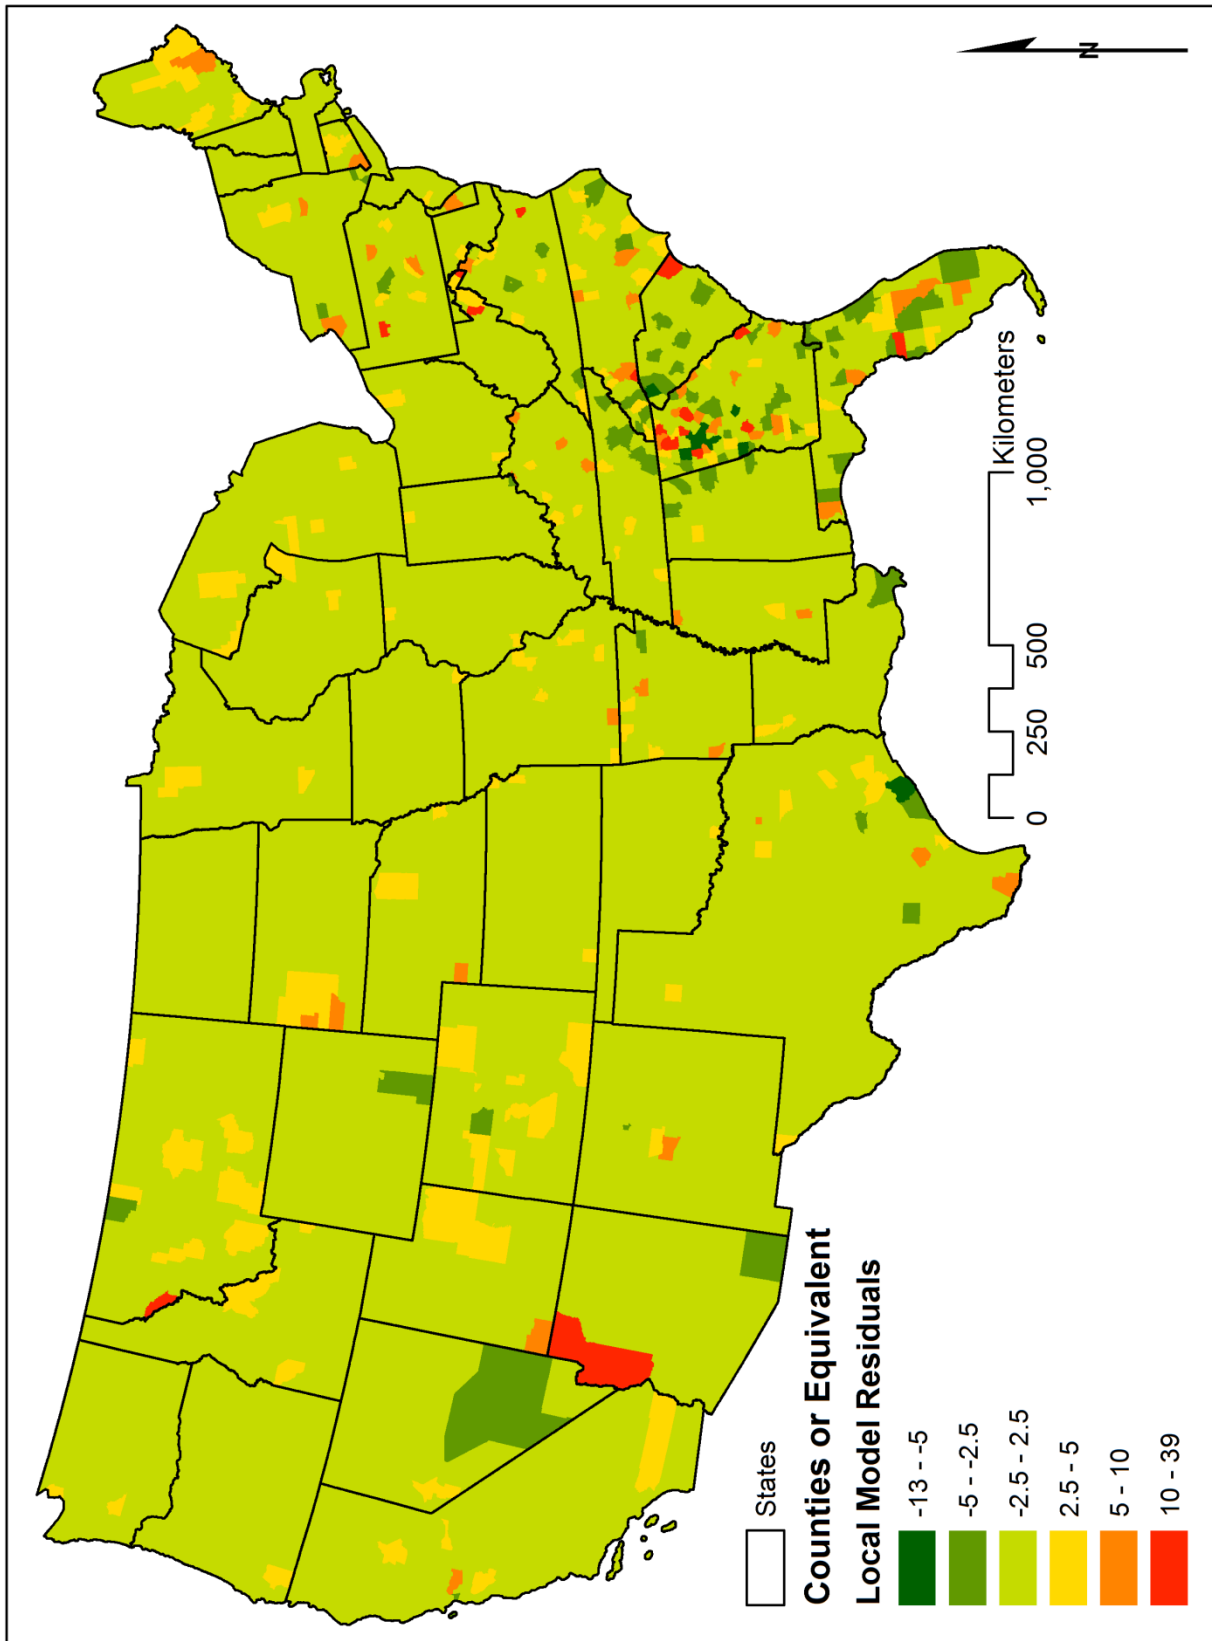 N
Kilometers
0 250 500 1,000
States
Counties or Equivalent
Local Model Residuals
-13 - -5
-5 - -2.5
-2.5 - 2.5
2.5 - 5
5 - 10
10 - 39